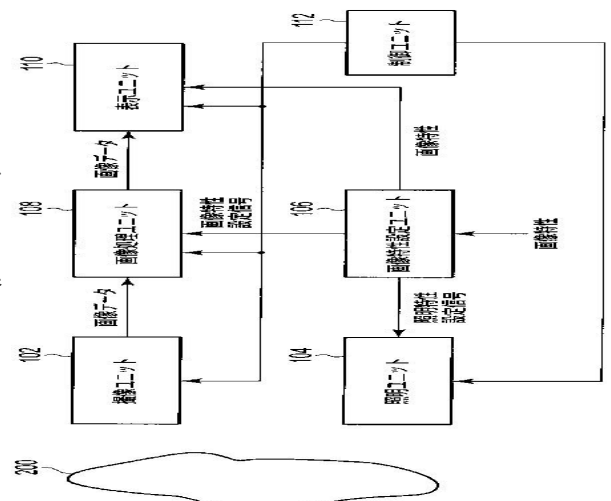 200
102
108
110
撮像ユニット
画像データ
画像処理ユニット
画像データ
表示ユニット
画像特性
設定信号
112
104
106
制御ユニット
照明ユニット
照明特性
設定信号
画像特性設定ユニット
画像特性
画像特性